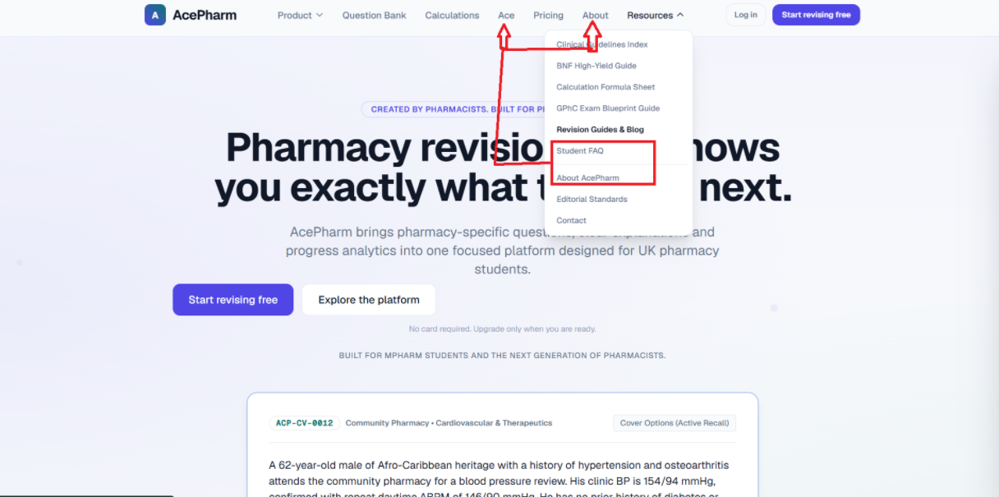 A AcePharm Product Question Bank Calculations Ace Pricing About Resources Log in Start revising free
Clinical Guidelines Index
BNF High-Yield Guide
Calculation Formula Sheet
GPhC Exam Blueprint Guide
Revision Guides & Blog
Student FAQ
About AcePharm
Editorial Standards
Contact
CREATED BY PHARMACISTS. BUILT FOR
Pharmacy
you exactly what next.
AcePharm brings pharmacy-specific clear explanations and
progress analytics into one focused platform designed for UK pharmacy
students.
Start revising free Explore the platform
No card required. Upgrade only when you are ready.
BUILT FOR MPHARM STUDENTS AND THE NEXT GENERATION OF PHARMACISTS.
ACP-CV-0012 Community Pharmacy • Cardiovascular & Therapeutics Cover Options (Active Recall)
A 62-year-old male of Afro-Caribbean heritage with a history of hypertension and osteoarthritis
attends the community pharmacy for a blood pressure review. His clinic BP is 154/94 mmHg,
confirmed with repeat daytime ABPM of 146/90 mmHg. He has no prior history of diabetes or